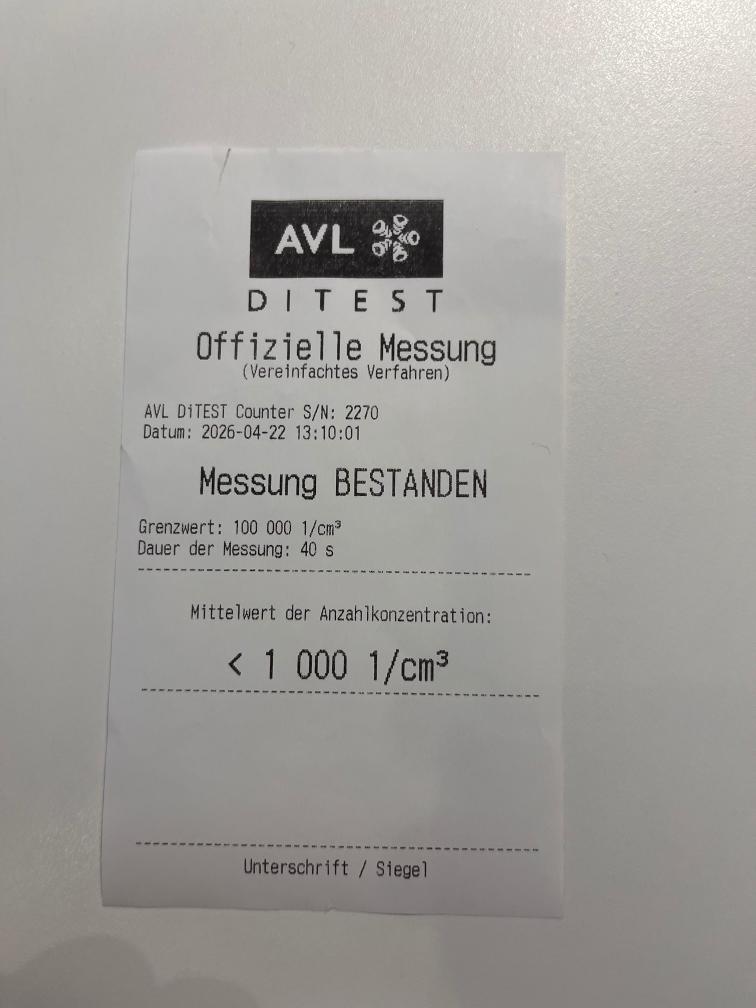 AVL
DITEST
Offizielle Messung
(Vereinfachtes Verfahren)
AVL DiTEST Counter S/N: 2270
Datum: 2026-04-22 13:10:01
Messung BESTANDEN
Grenzwert: 100 000 1/cm³
Dauer der Messung: 40 s
Mittelwert der Anzahlkonzentration:
< 1 000 1/cm³
Unterschrift / Siegel